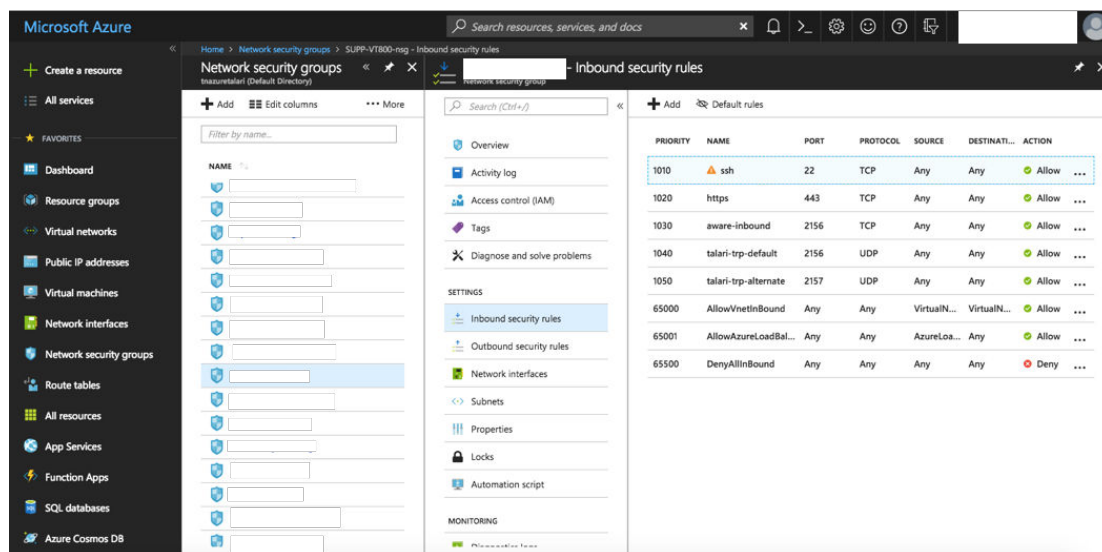 Microsoft Azure
Search resources, services, and docs
Home > Network security groups > SUPP-VT800-nsg - Inbound security rules
Create a resource
All services
FAVORITES
Dashboard
Resource groups
Virtual networks
Public IP addresses
Virtual machines
Network interfaces
Network security groups
Route tables
All resources
App Services
Function Apps
SQL databases
Azure Cosmos DB
Network security groups
tnazuretalari (Default Directory)
Add Edit columns More
Filter by name...
NAME
- Inbound security rules
Network security group
Search (Ctrl+/)
Overview
Activity log
Access control (IAM)
Tags
Diagnose and solve problems
SETTINGS
Inbound security rules
Outbound security rules
Network interfaces
Subnets
Properties
Locks
Automation script
MONITORING
Diagnostics logs
Add Default rules
PRIORITY NAME PORT PROTOCOL SOURCE DESTINATI... ACTION
1010 ssh 22 TCP Any Any Allow ...
1020 https 443 TCP Any Any Allow ...
1030 aware-inbound 2156 TCP Any Any Allow ...
1040 talari-trp-default 2156 UDP Any Any Allow ...
1050 talari-trp-alternate 2157 UDP Any Any Allow ...
65000 AllowVnetInBound Any Any VirtualN... VirtualN... Allow ...
65001 AllowAzureLoadBal... Any Any AzureLoa... Any Allow ...
65500 DenyAllInBound Any Any Any Any Deny ...